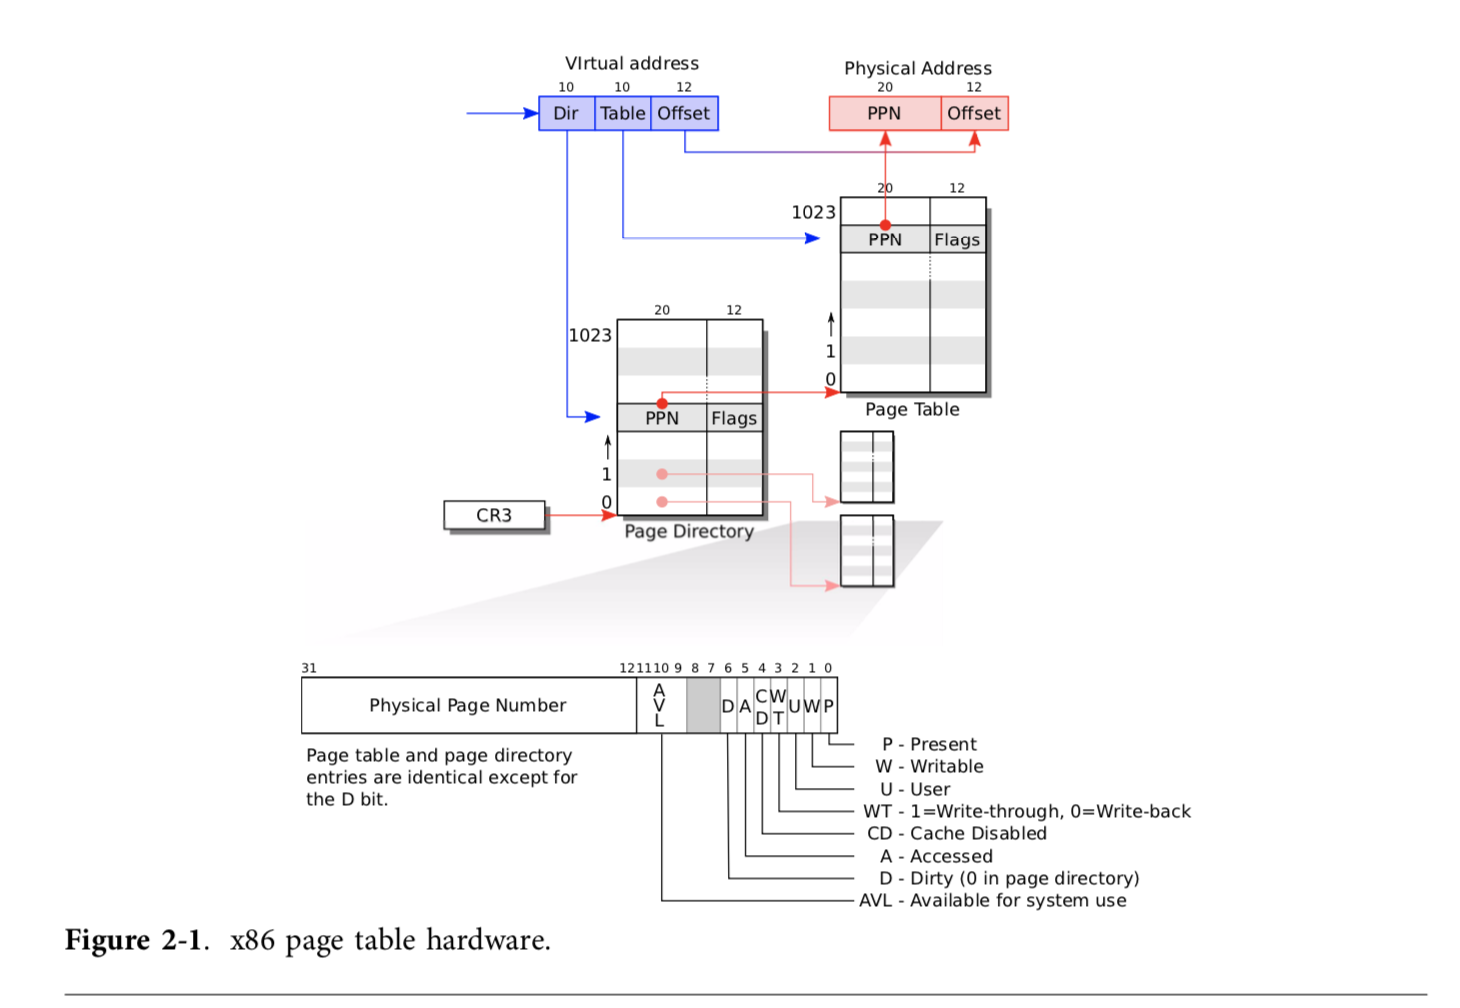 VIrtual address
10 10 12
Dir Table Offset
Physical Address
20 12
PPN Offset
20 12
1023
PPN Flags
1
0
Page Table
20 12
1023
PPN Flags
1
0
Page Directory
CR3
31 12 11 10 9 8 7 6 5 4 3 2 1 0
Physical Page Number AVL D A CD WT U W P
Page table and page directory
entries are identical except for
the D bit.
P - Present
W - Writable
U - User
WT - 1=Write-through, 0=Write-back
CD - Cache Disabled
A - Accessed
D - Dirty (0 in page directory)
AVL - Available for system use
Figure 2-1. x86 page table hardware.